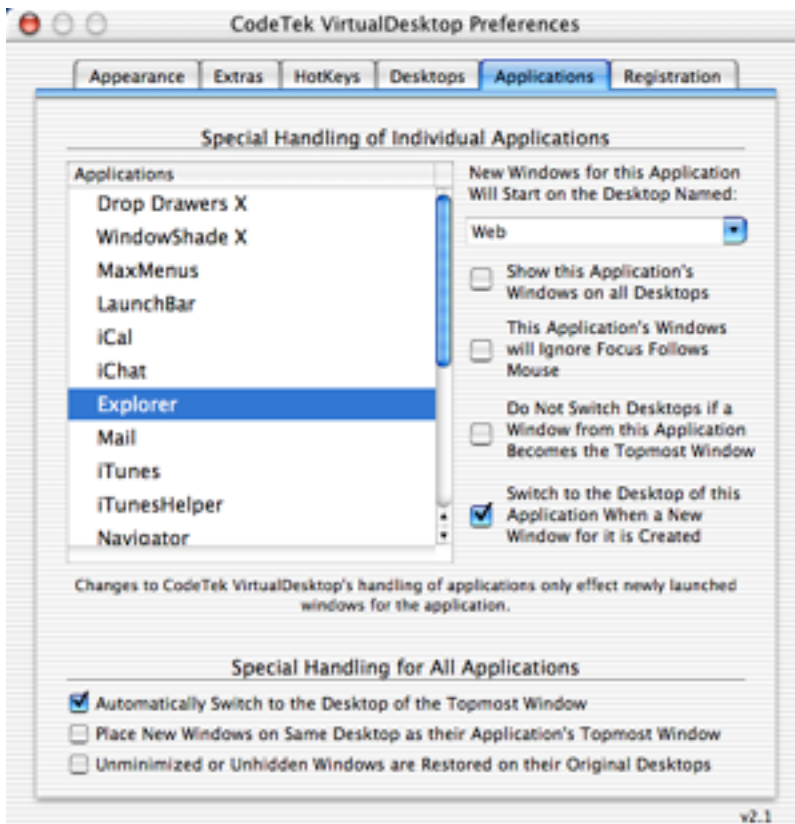 CodeTek VirtualDesktop Preferences
Appearance Extras HotKeys Desktops Applications Registration
Special Handling of Individual Applications
Applications
Drop Drawers X
WindowShade X
MaxMenus
LaunchBar
iCal
iChat
Explorer
Mail
iTunes
iTunesHelper
Navigator
New Windows for this Application
Will Start on the Desktop Named:
Web
Show this Application's
Windows on all Desktops
This Application's Windows
will Ignore Focus Follows
Mouse
Do Not Switch Desktops if a
Window from this Application
Becomes the Topmost Window
Switch to the Desktop of this
Application When a New
Window for it is Created
Changes to CodeTek VirtualDesktop's handling of applications only effect newly launched
windows for the application.
Special Handling for All Applications
Automatically Switch to the Desktop of the Topmost Window
Place New Windows on Same Desktop as their Application's Topmost Window
Unminimized or Unhidden Windows are Restored on their Original Desktops
v2.1